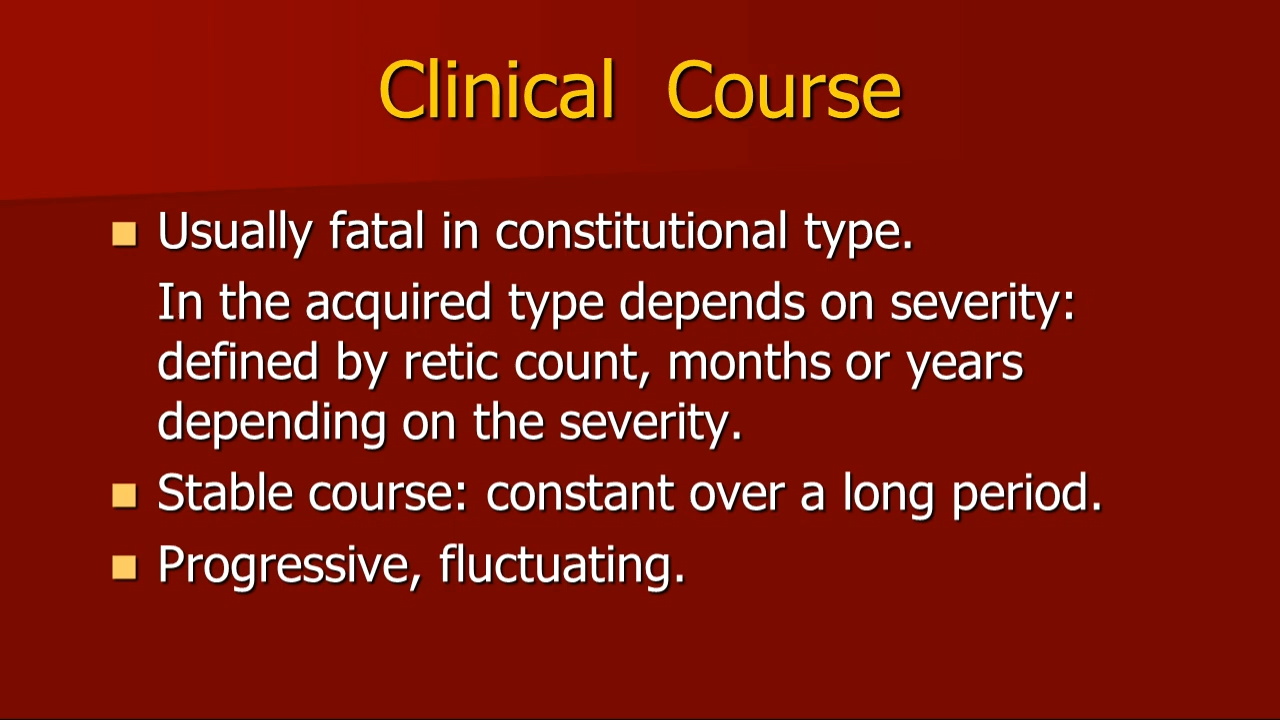 Clinical Course
Usually fatal in constitutional type.
In the acquired type depends on severity:
defined by retic count, months or years
depending on the severity.
Stable course: constant over a long period.
Progressive, fluctuating.